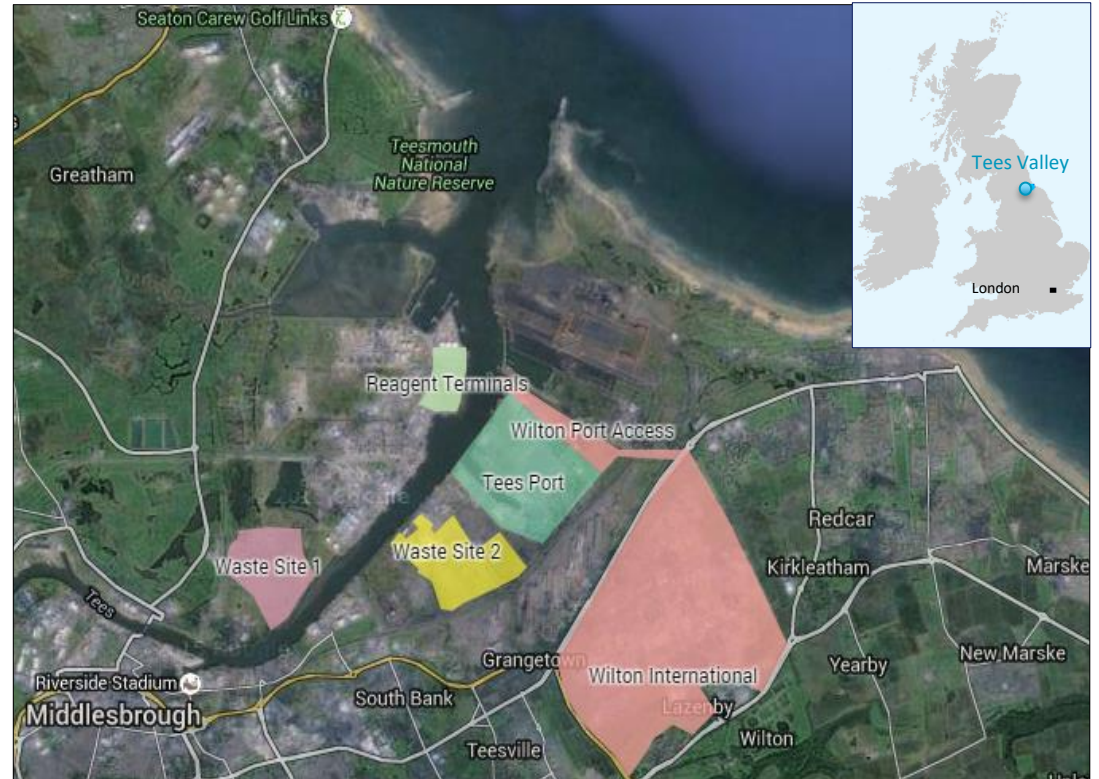 Seaton Carew Golf Links
Teesmouth
National
Nature Reserve
Greatham
Tees Valley
London
Reagent Terminals
Wilton Port Access
Tees Port
Redcar
Waste Site 1
Waste Site 2
Kirkleatham
Marske
Tees
Grangetown
Wilton International
Yearby
New Marske
Riverside Stadium
South Bank
Lazenby
Middlesbrough
Teesville
Wilton